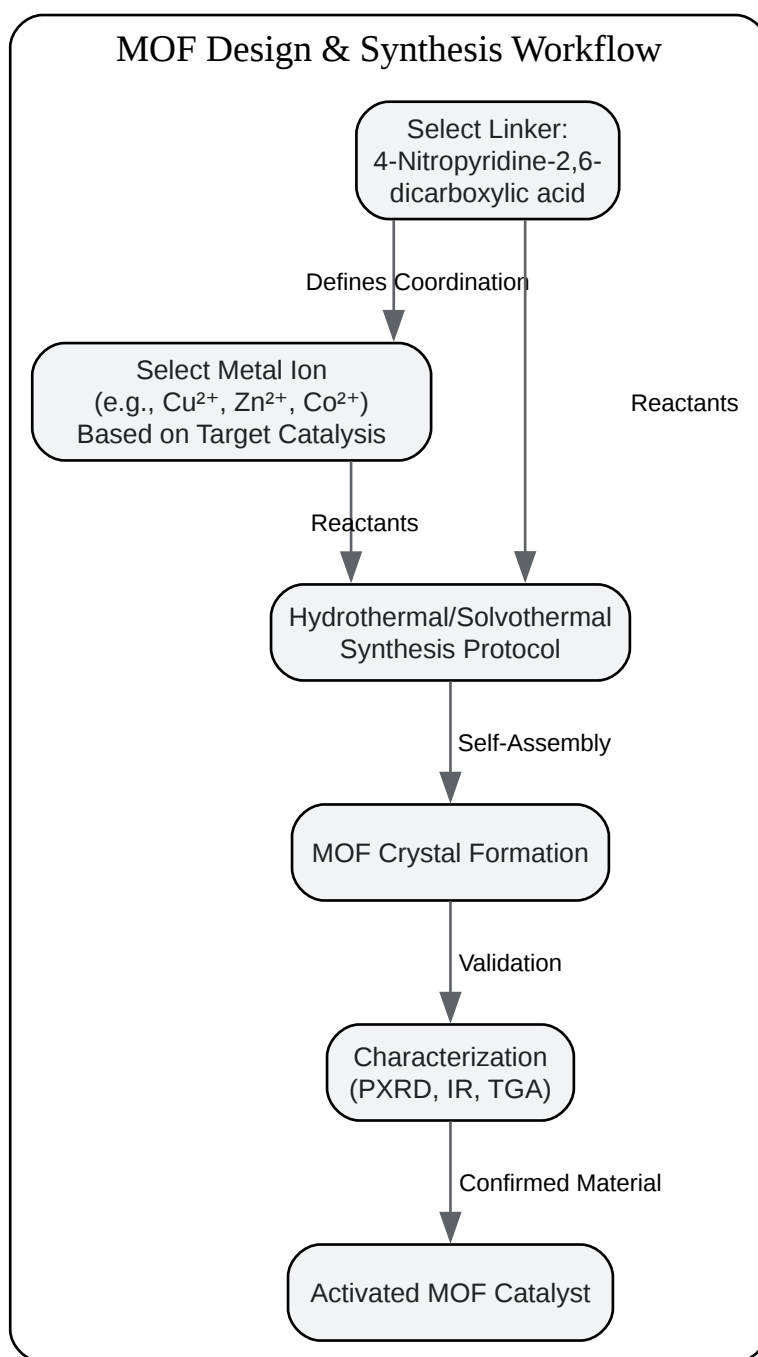 MOF Design & Synthesis Workflow
Select Linker:
4-Nitropyridine-2,6-
dicarboxylic acid
Defines Coordination
Select Metal Ion
(e.g., Cu²⁺, Zn²⁺, Co²⁺)
Based on Target Catalysis
Reactants
Reactants
Hydrothermal/Solvothermal
Synthesis Protocol
Self-Assembly
MOF Crystal Formation
Validation
Characterization
(PXRD, IR, TGA)
Confirmed Material
Activated MOF Catalyst